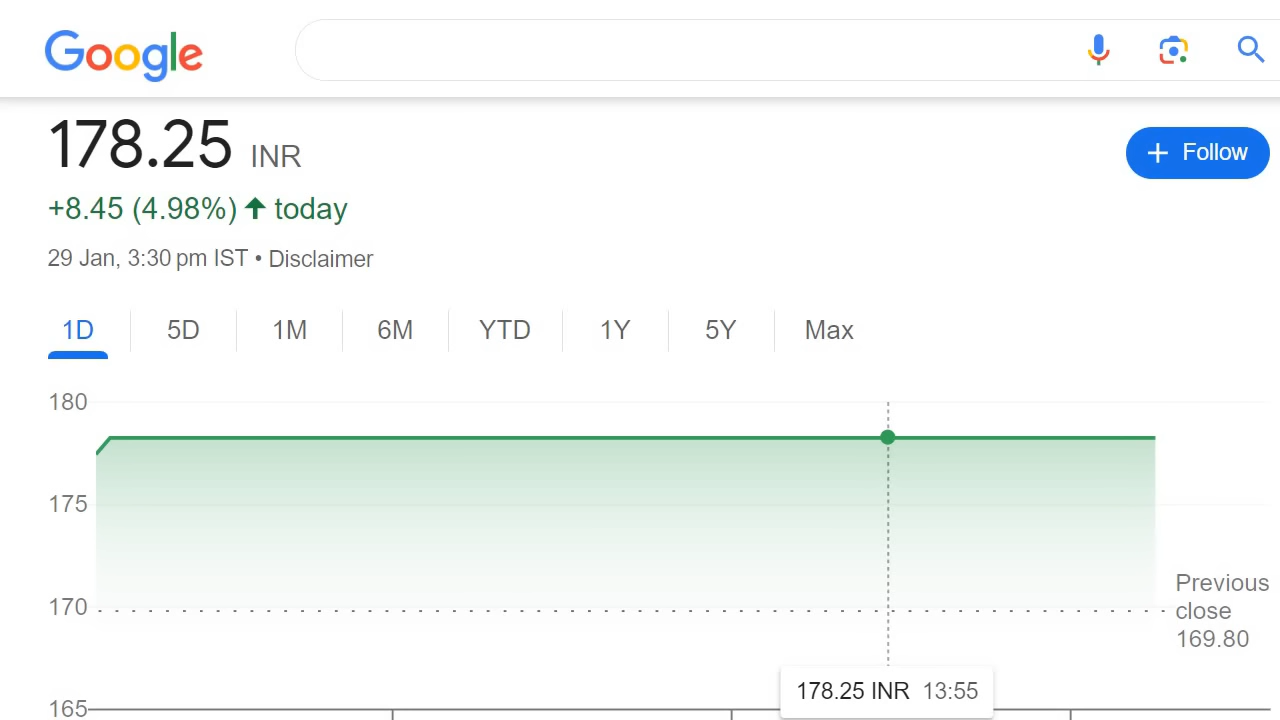 Google
178.25 INR
+ Follow
+8.45 (4.98%) ↑ today
29 Jan, 3:30 pm IST • Disclaimer
1D 5D 1M 6M YTD 1Y 5Y Max
180
175
170
Previous
close
169.80
178.25 INR 13:55
165